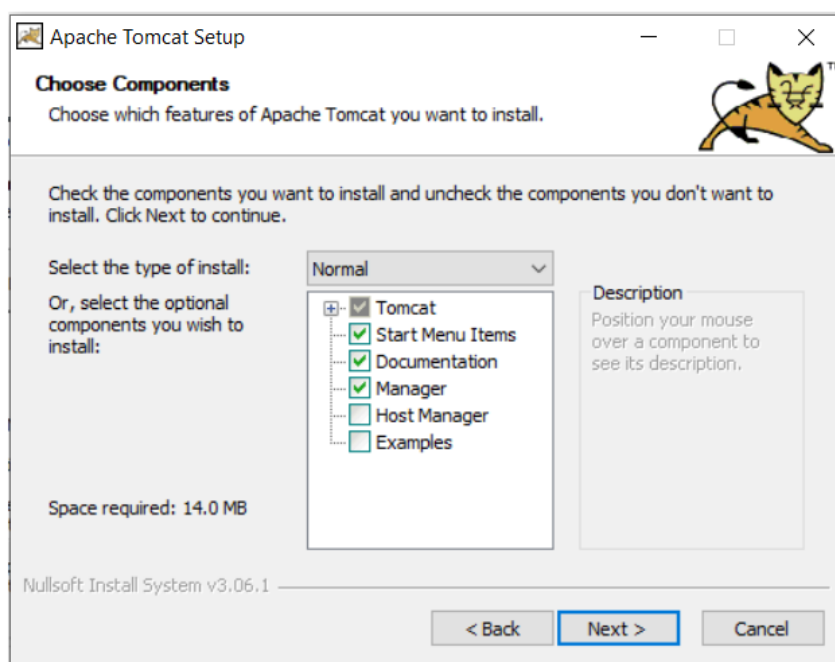 Apache Tomcat Setup
Choose Components
Choose which features of Apache Tomcat you want to install.
TM
Check the components you want to install and uncheck the components you don't want to
install. Click Next to continue.
Select the type of install:
Normal
Or, select the optional
components you wish to
install:
Tomcat
Start Menu Items
Documentation
Manager
Host Manager
Examples
Description
Position your mouse
over a component to
see its description.
Space required: 14.0 MB
Nullsoft Install System v3.06.1
< Back
Next >
Cancel